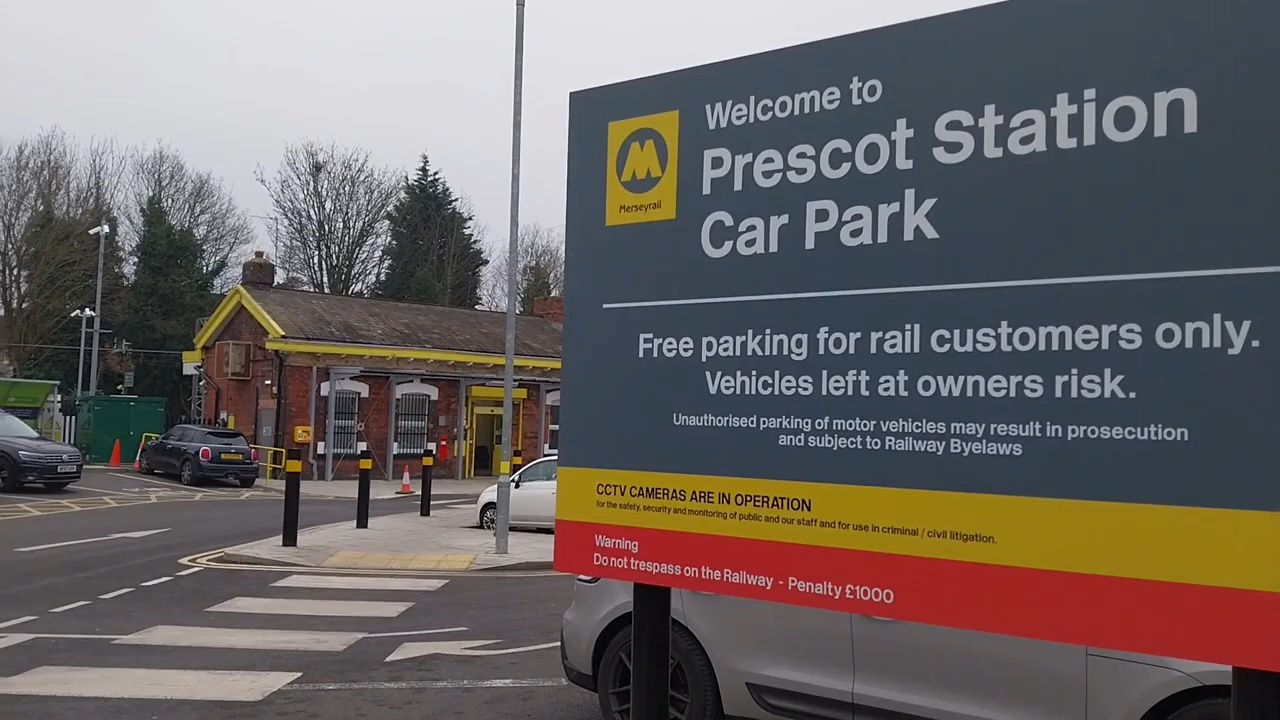 Welcome to
Prescot Station
Car Park
M
Merseyrail
Free parking for rail customers only.
Vehicles left at owners risk.
Unauthorised parking of motor vehicles may result in prosecution
and subject to Railway Byelaws
CCTV CAMERAS ARE IN OPERATION
for the safety, security and monitoring of public and our staff and for use in criminal / civil litigation.
Warning
Do not trespass on the Railway - Penalty £1000